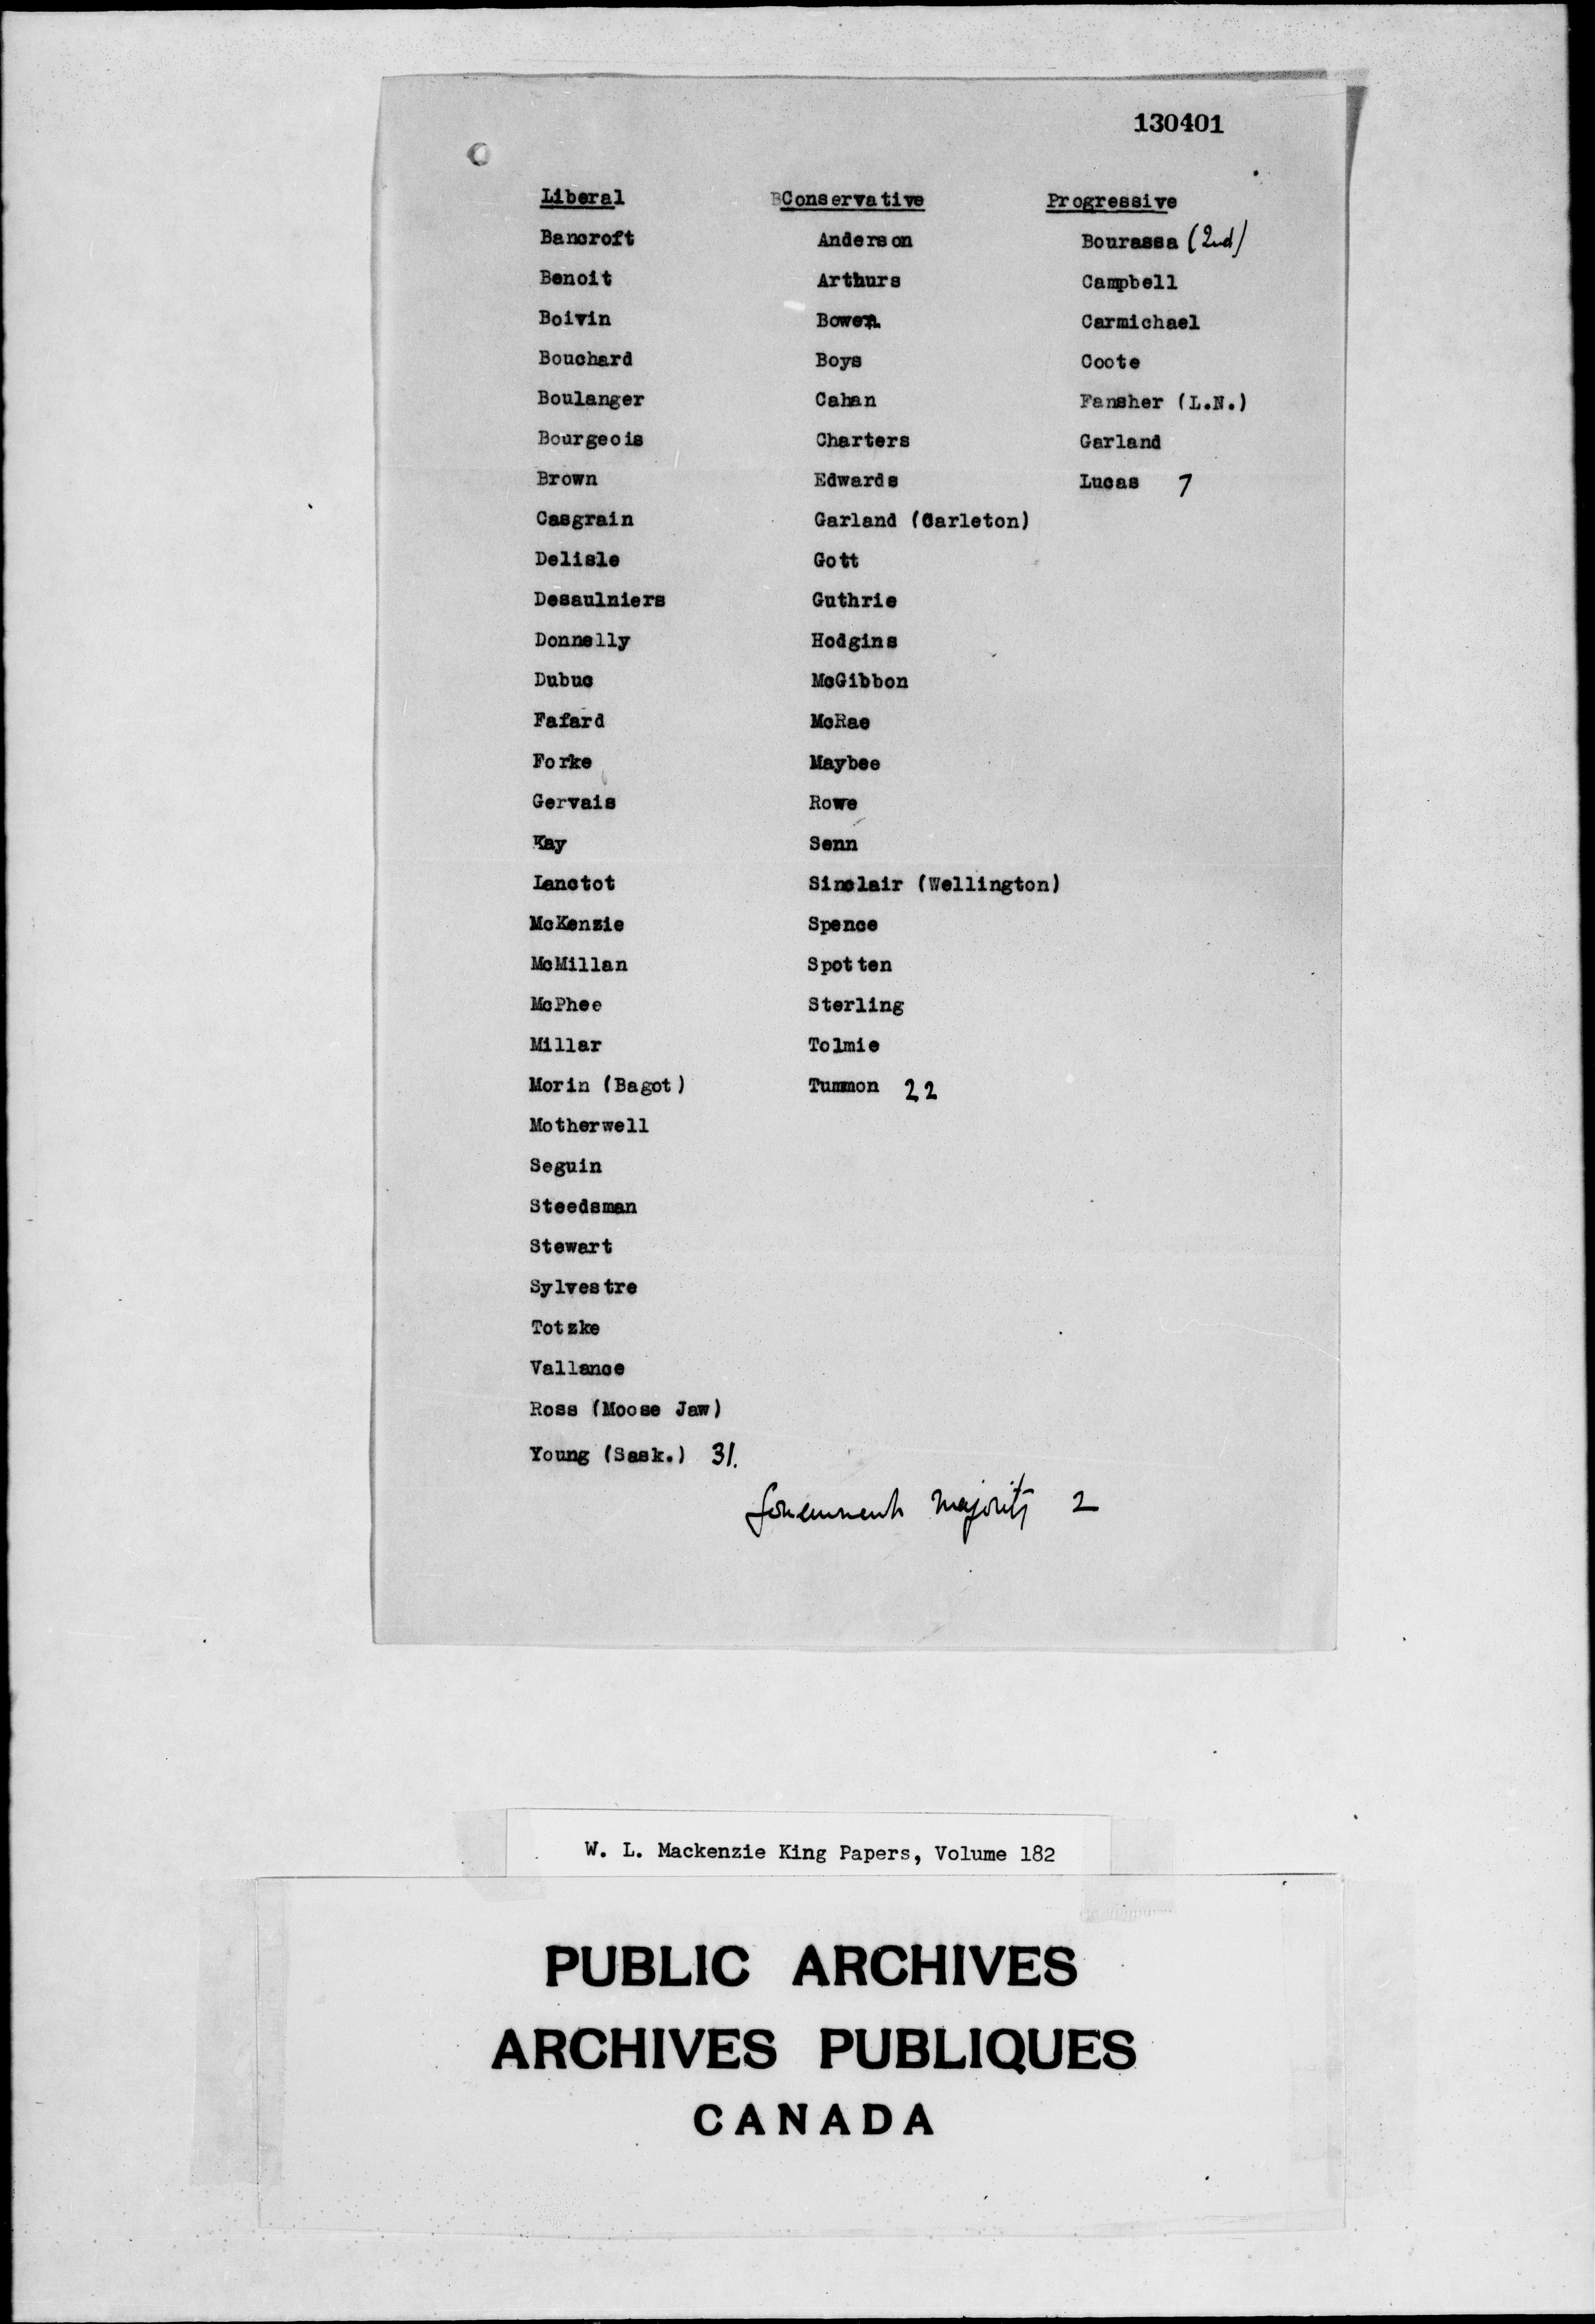 130401
Liberal BConservative Progressive
Bancroft Anderson Bourassa (2nd)
Benoit Arthurs Campbell
Boivin Bowen Carmichael
Bouchard Boys Coote
Boulanger Cahan Fansher (L.N.)
Bourgeois Charters Garland
Brown Edwards Lucas 7
Casgrain Garland (Carleton)
Delisle Gott
Desaulniers Guthrie
Donnelly Hodgins
Dubuc McGibbon
Fafard McRae
Forke Maybee
Gervais Rowe
Kay Senn
Lanctot Sinclair (Wellington)
McKenzie Spence
McMillan Spotten
McPhee Sterling
Millar Tolmie
Morin (Bagot) Tummon 22
Motherwell
Seguin
Steedsman
Stewart
Sylvestre
Totzke
Vallance
Ross (Moose Jaw)
Young (Sask.) 31.
Government Majority 2
W. L. Mackenzie King Papers, Volume 182
PUBLIC ARCHIVES
ARCHIVES PUBLIQUES
CANADA